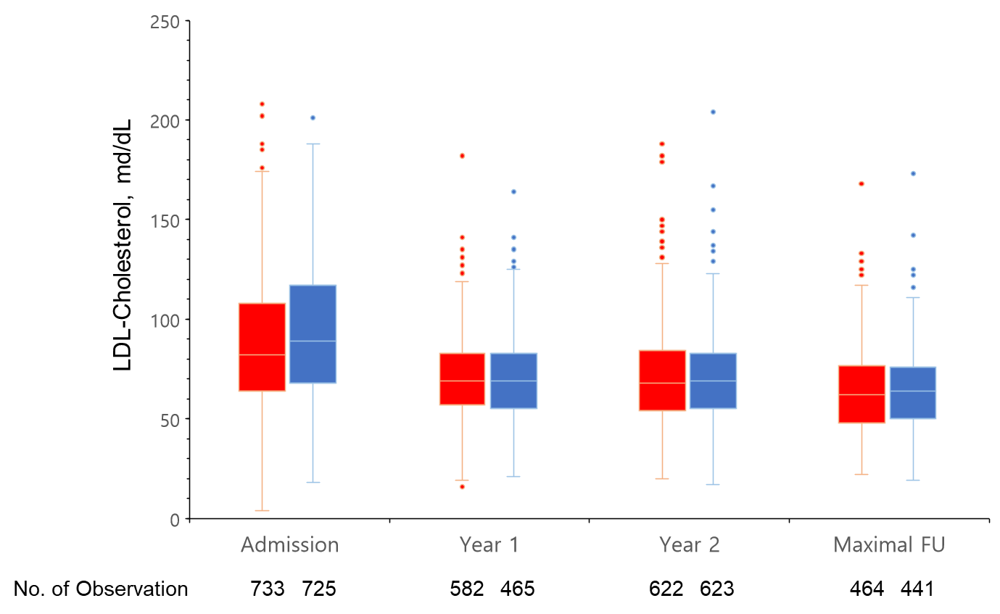 250
200
150
100
50
0
LDL-Cholesterol, md/dL
Admission Year 1 Year 2 Maximal FU
No. of Observation 733 725 582 465 622 623 464 441